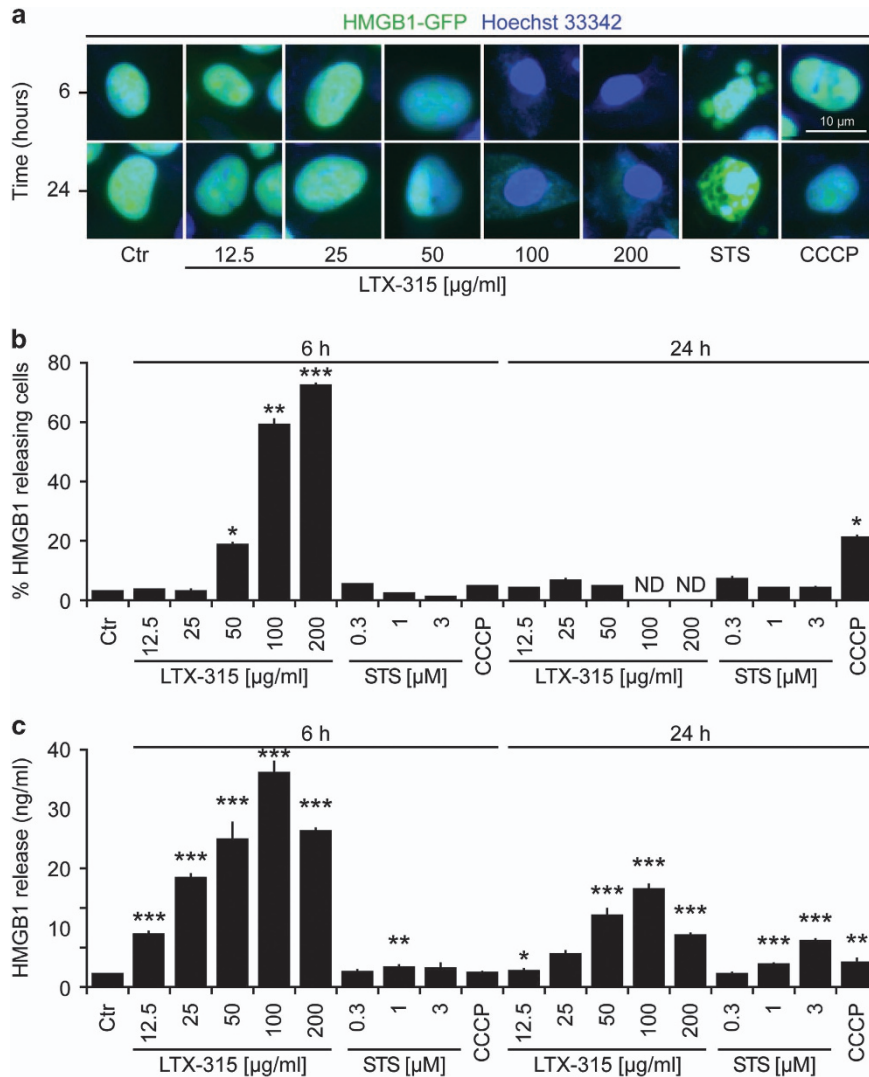 a
HMGB1-GFP Hoechst 33342
Time (hours)
6
10 µm
24
Ctr 12.5 25 50 100 200 STS CCCP
LTX-315 [µg/ml]
b
6 h 24 h
% HMGB1 releasing cells
80
60
40
20
0
* ** *** ND ND *
Ctr 12.5 25 50 100 200 0.3 1 3 CCCP 12.5 25 50 100 200 0.3 1 3 CCCP
LTX-315 [µg/ml] STS [µM] LTX-315 [µg/ml] STS [µM]
c
6 h 24 h
HMGB1 release (ng/ml)
40
30
20
10
0
*** *** *** *** *** ** * *** *** *** *** *** **
Ctr 12.5 25 50 100 200 0.3 1 3 CCCP 12.5 25 50 100 200 0.3 1 3 CCCP
LTX-315 [µg/ml] STS [µM] LTX-315 [µg/ml] STS [µM]